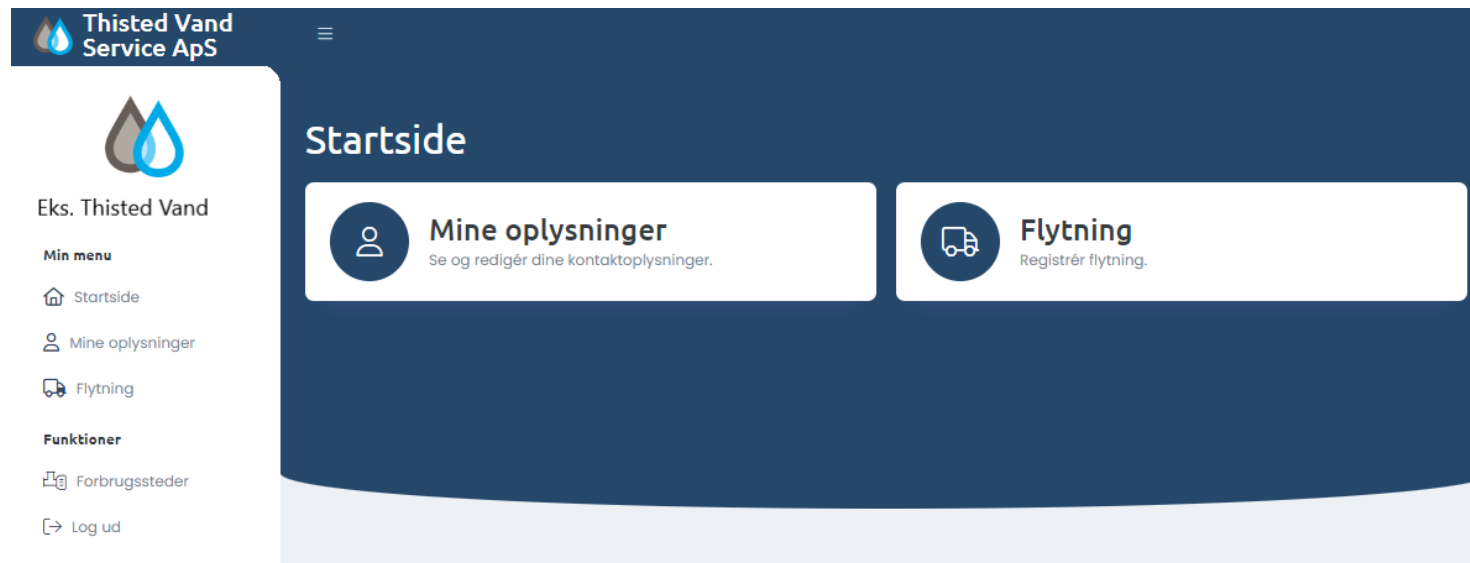 Thisted Vand
Service ApS
Eks. Thisted Vand
Min menu
Startside
Mine oplysninger
Flytning
Funktioner
Forbrugssteder
Log ud
Startside
Mine oplysninger
Se og redigér dine kontaktoplysninger.
Flytning
Registrér flytning.